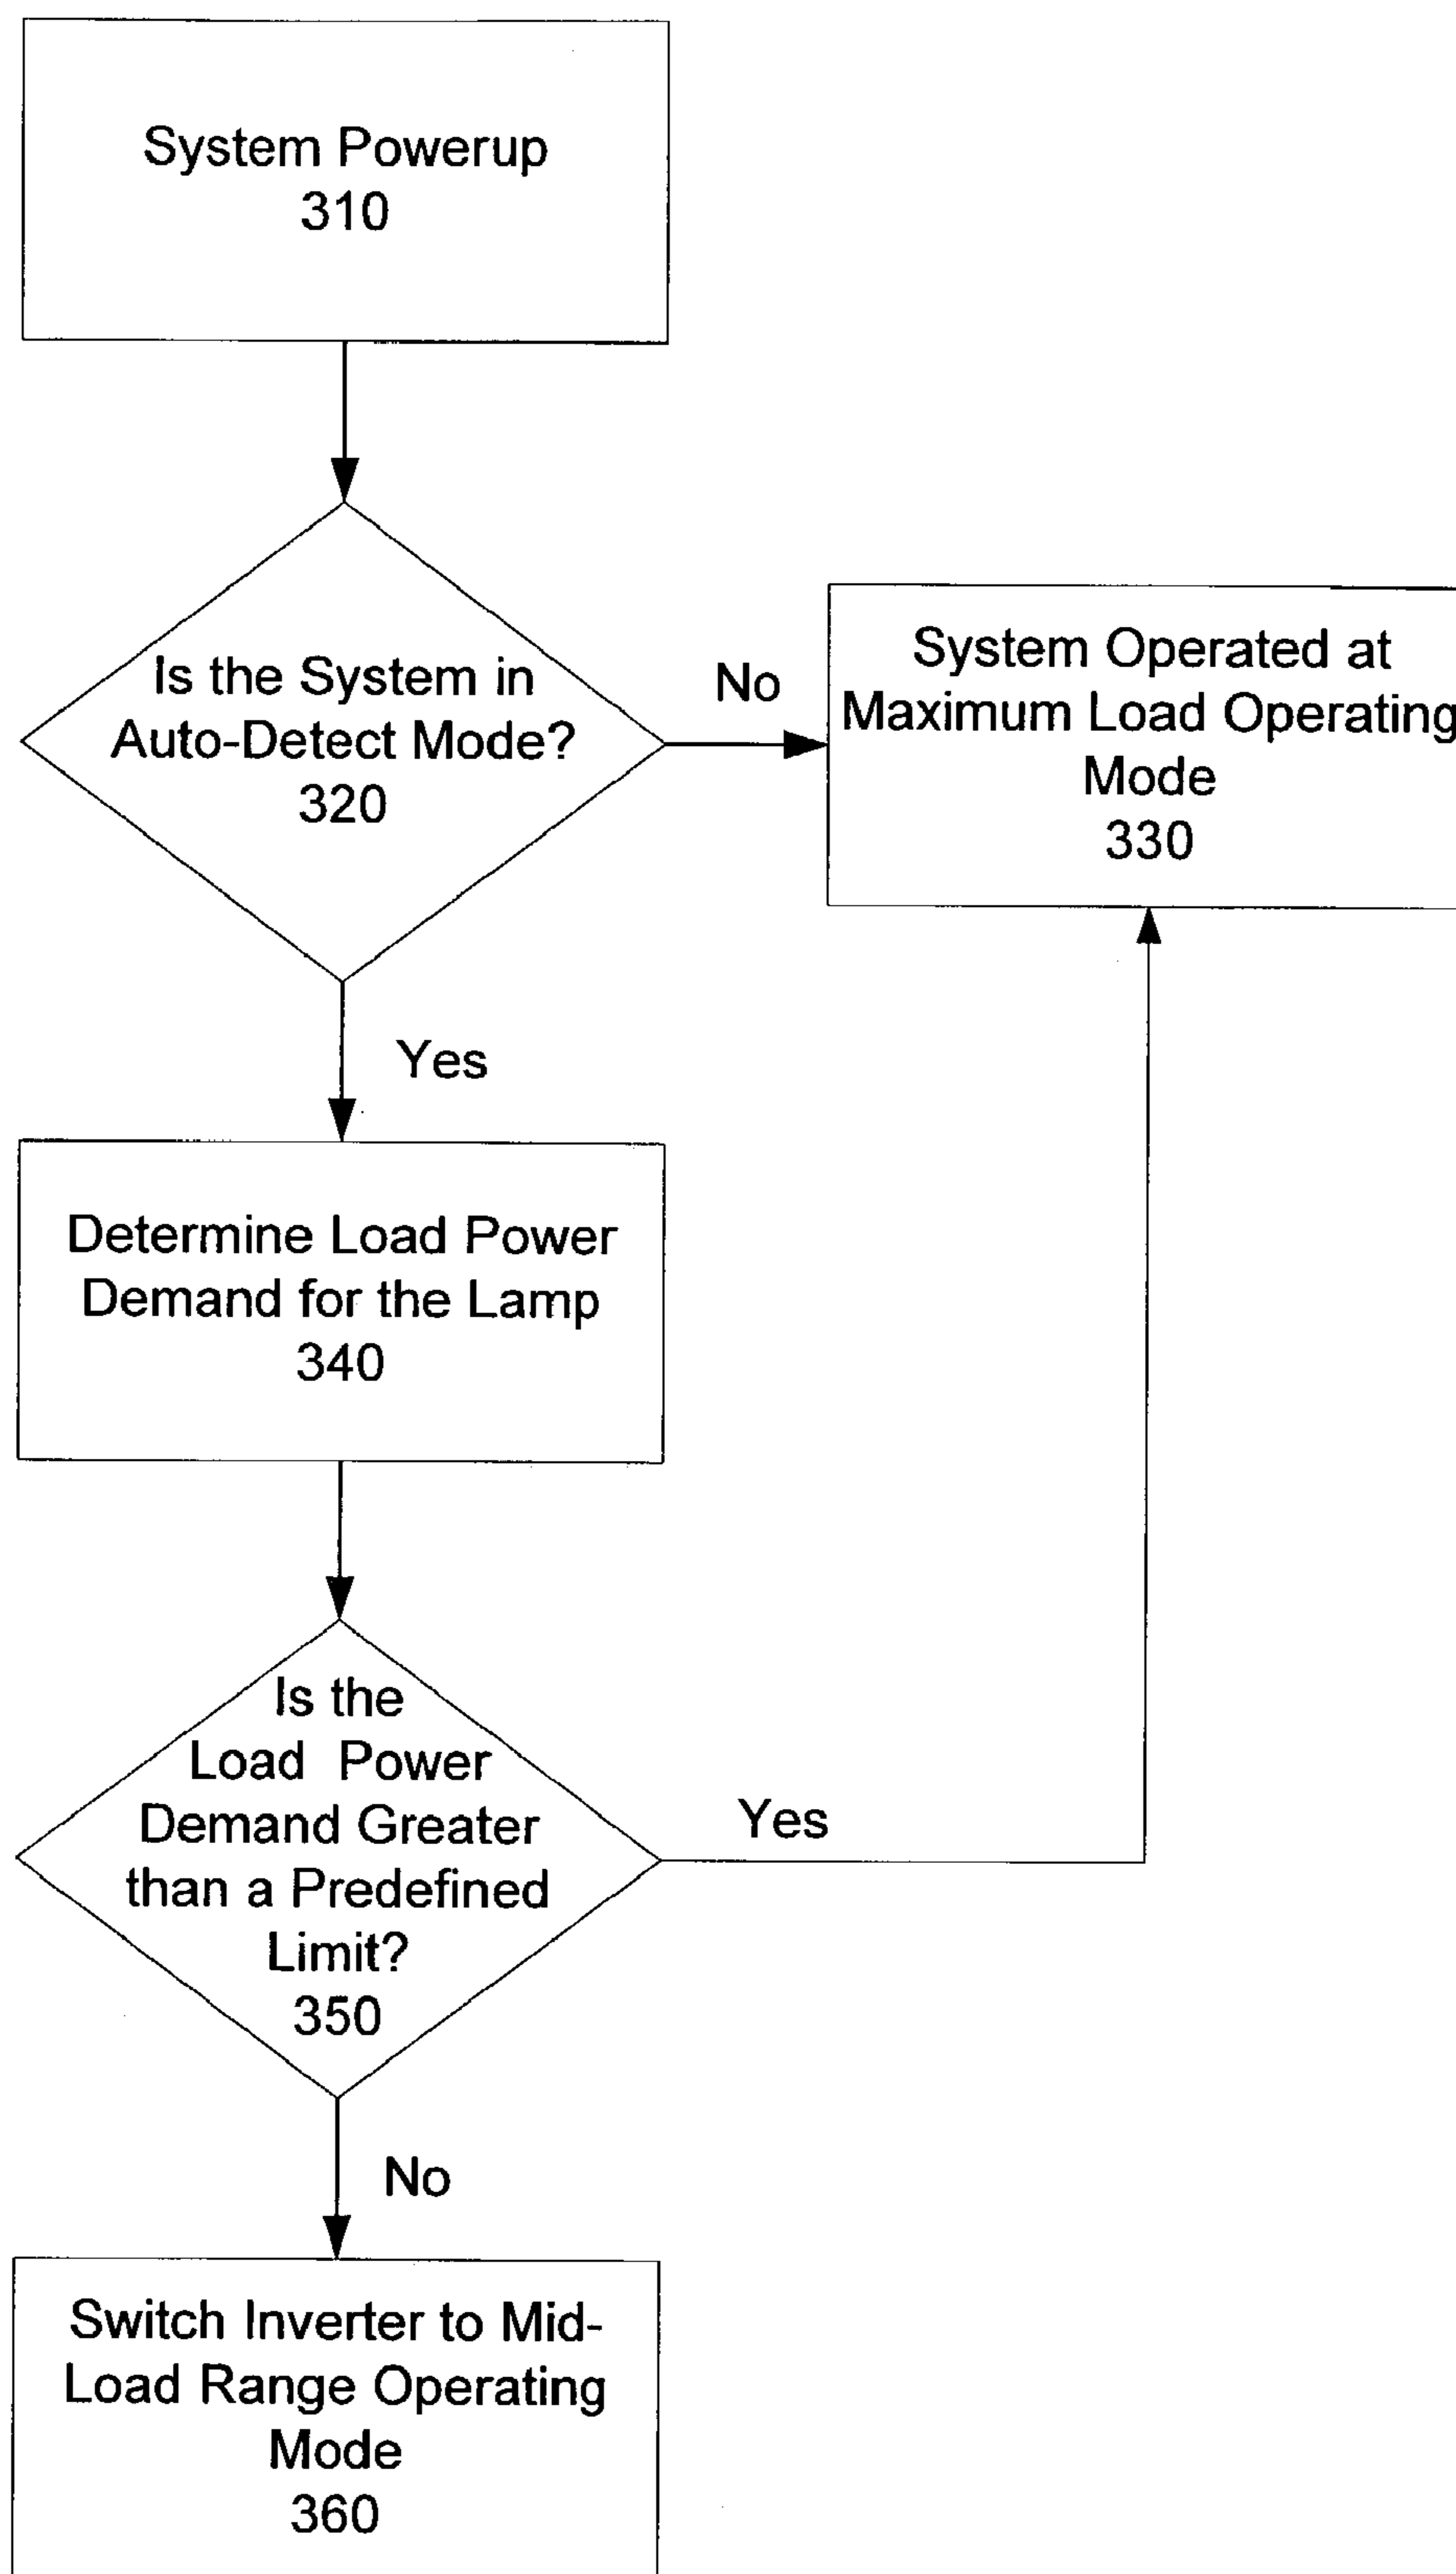 System Powerup
310
Is the System in
Auto-Detect Mode?
320
No
System Operated at
Maximum Load Operating
Mode
330
Yes
Determine Load Power
Demand for the Lamp
340
Is the
Load Power
Demand Greater
than a Predefined
Limit?
350
Yes
No
Switch Inverter to Mid-
Load Range Operating
Mode
360